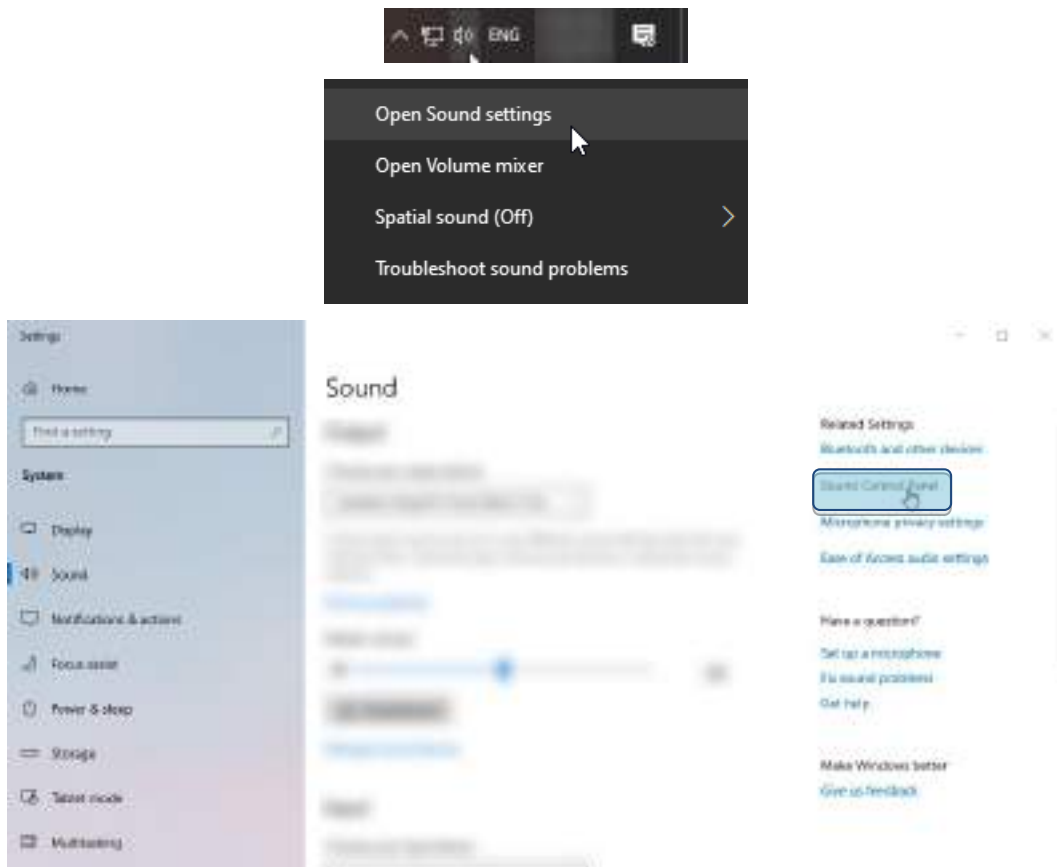 ENG
Open Sound settings
Open Volume mixer
Spatial sound (Off)
Troubleshoot sound problems
Settings
Home
Find a setting
System
Display
Sound
Notifications & actions
Focus assist
Power & sleep
Storage
Tablet mode
Multitasking
Sound
Output
Input
Related Settings
Bluetooth and other devices
Sound Control Panel
Microphone privacy settings
Ease of Access audio settings
Have a question?
Set up a microphone
Fix sound problems
Get help
Make Windows better
Give us feedback